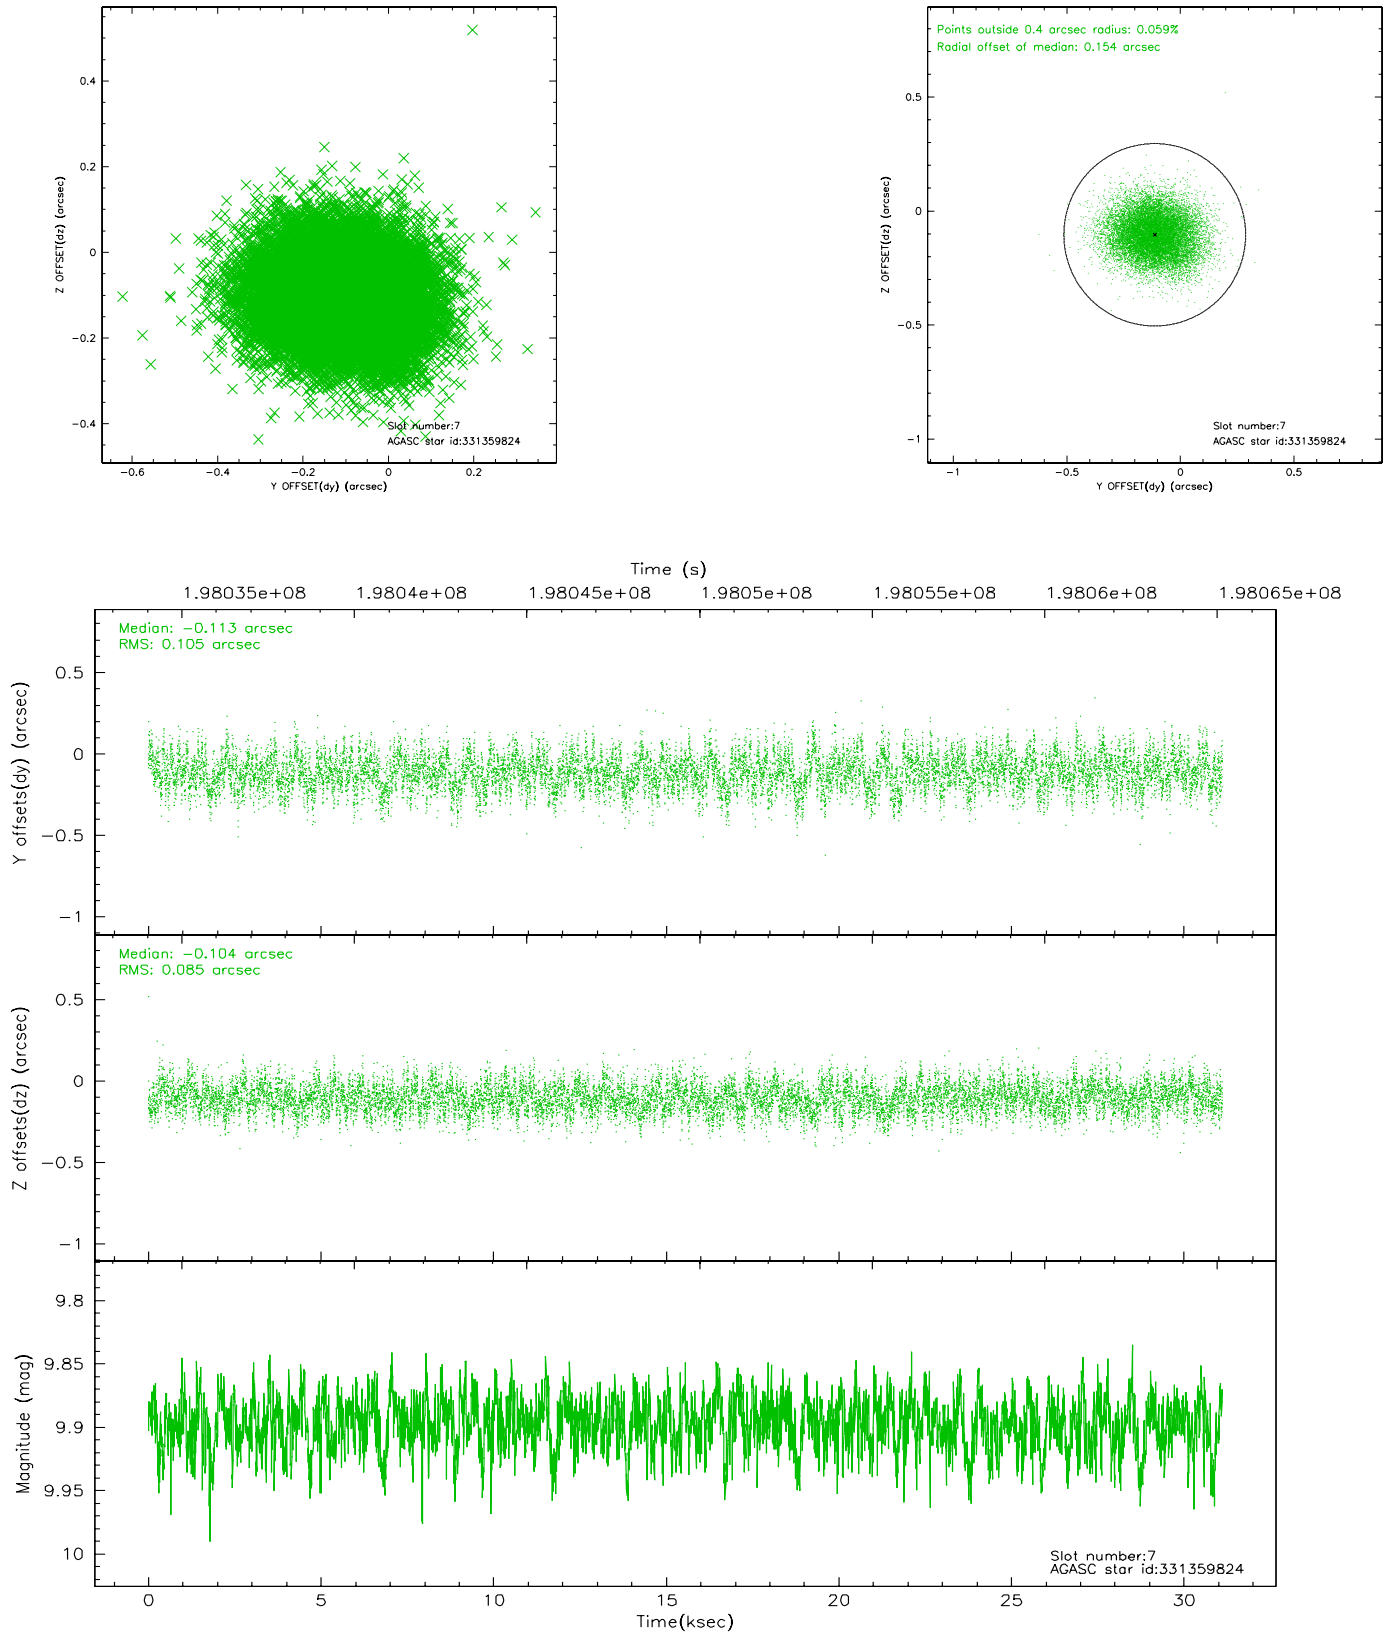 0.4
0.2
0
−0.2
−0.4
Z OFFSET(dz) (arcsec)
−0.6
−0.4
−0.2
0
0.2
Y OFFSET(dy) (arcsec)
Slot number:7
AGASC star id:331359824
Points outside 0.4 arcsec radius: 0.059%
Radial offset of median: 0.154 arcsec
0.5
0
−0.5
−1
Z OFFSET(dz) (arcsec)
−1
−0.5
0
0.5
Y OFFSET(dy) (arcsec)
Slot number:7
AGASC star id:331359824
Time (s)
1.98035e+08
1.9804e+08
1.98045e+08
1.9805e+08
1.98055e+08
1.9806e+08
1.98065e+08
Median: −0.113 arcsec
RMS: 0.105 arcsec
0.5
0
−0.5
−1
Y offsets(dy) (arcsec)
Median: −0.104 arcsec
RMS: 0.085 arcsec
0.5
0
−0.5
−1
Z offsets(dz) (arcsec)
9.8
9.85
9.9
9.95
10
Magnitude (mag)
Slot number:7
AGASC star id:331359824
0
5
10
15
20
25
30
Time(ksec)